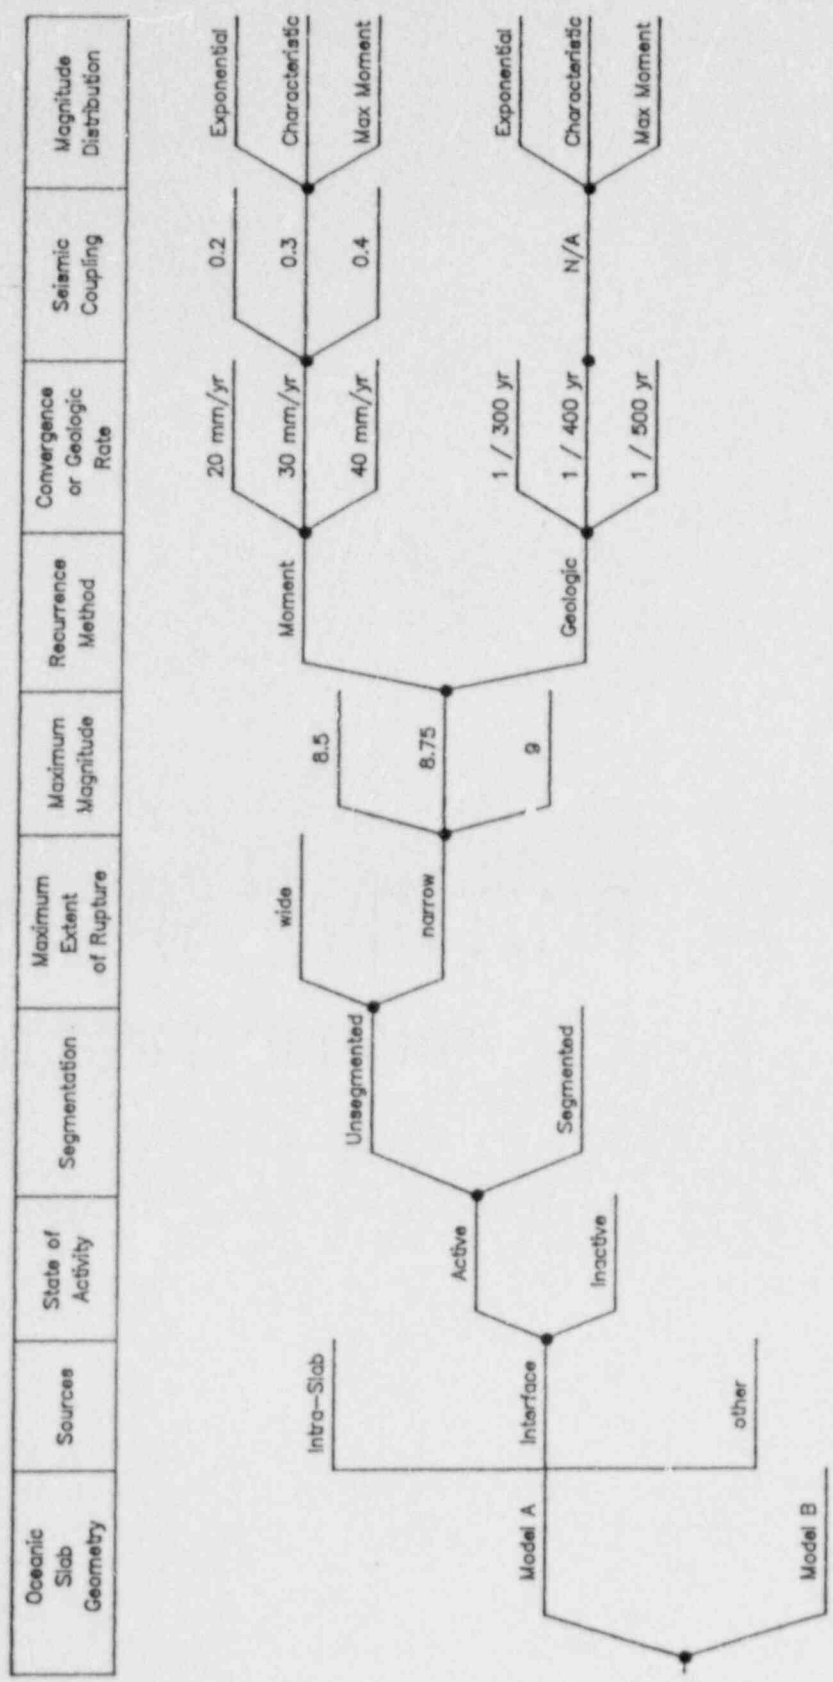 Oceanic
Slab
Geometry
Sources
State of
Activity
Segmentation
Maximum
Extent
of Rupture
Maximum
Magnitude
Recurrence
Method
Convergence
or Geologic
Rate
Seismic
Coupling
Magnitude
Distribution
Model A
Model B
Intra-Slab
Interface
other
Active
Inactive
Unsegmented
Segmented
wide
narrow
8.5
8.75
9
Moment
Geologic
20 mm/yr
30 mm/yr
40 mm/yr
1 / 300 yr
1 / 400 yr
1 / 500 yr
0.2
0.3
0.4
N/A
Exponential
Characteristic
Max Moment
Exponential
Characteristic
Max Moment